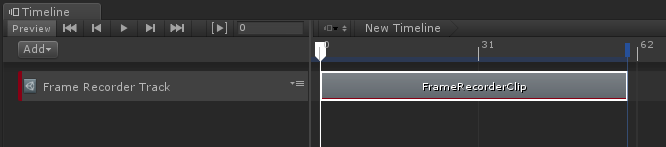 Timeline
Preview 0 New Timeline
Add 0 31 62
Frame Recorder Track FrameRecorderClip